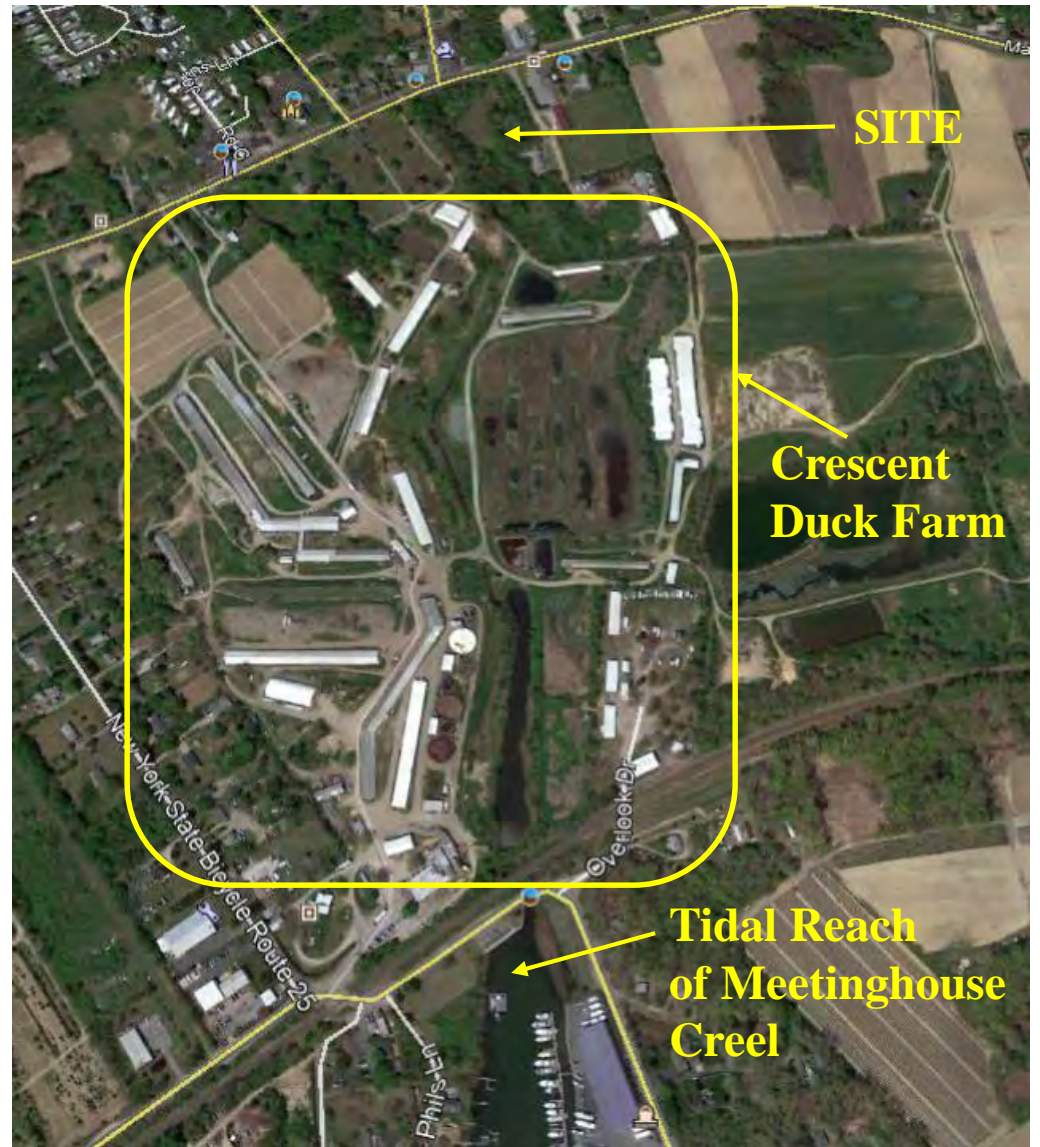 Ma
SITE
Crescent
Duck Farm
New-York-State-Bicycle-Route-25
Overlook-Dr
Tidal Reach
of Meetinghouse
Creel
Phils-Ln